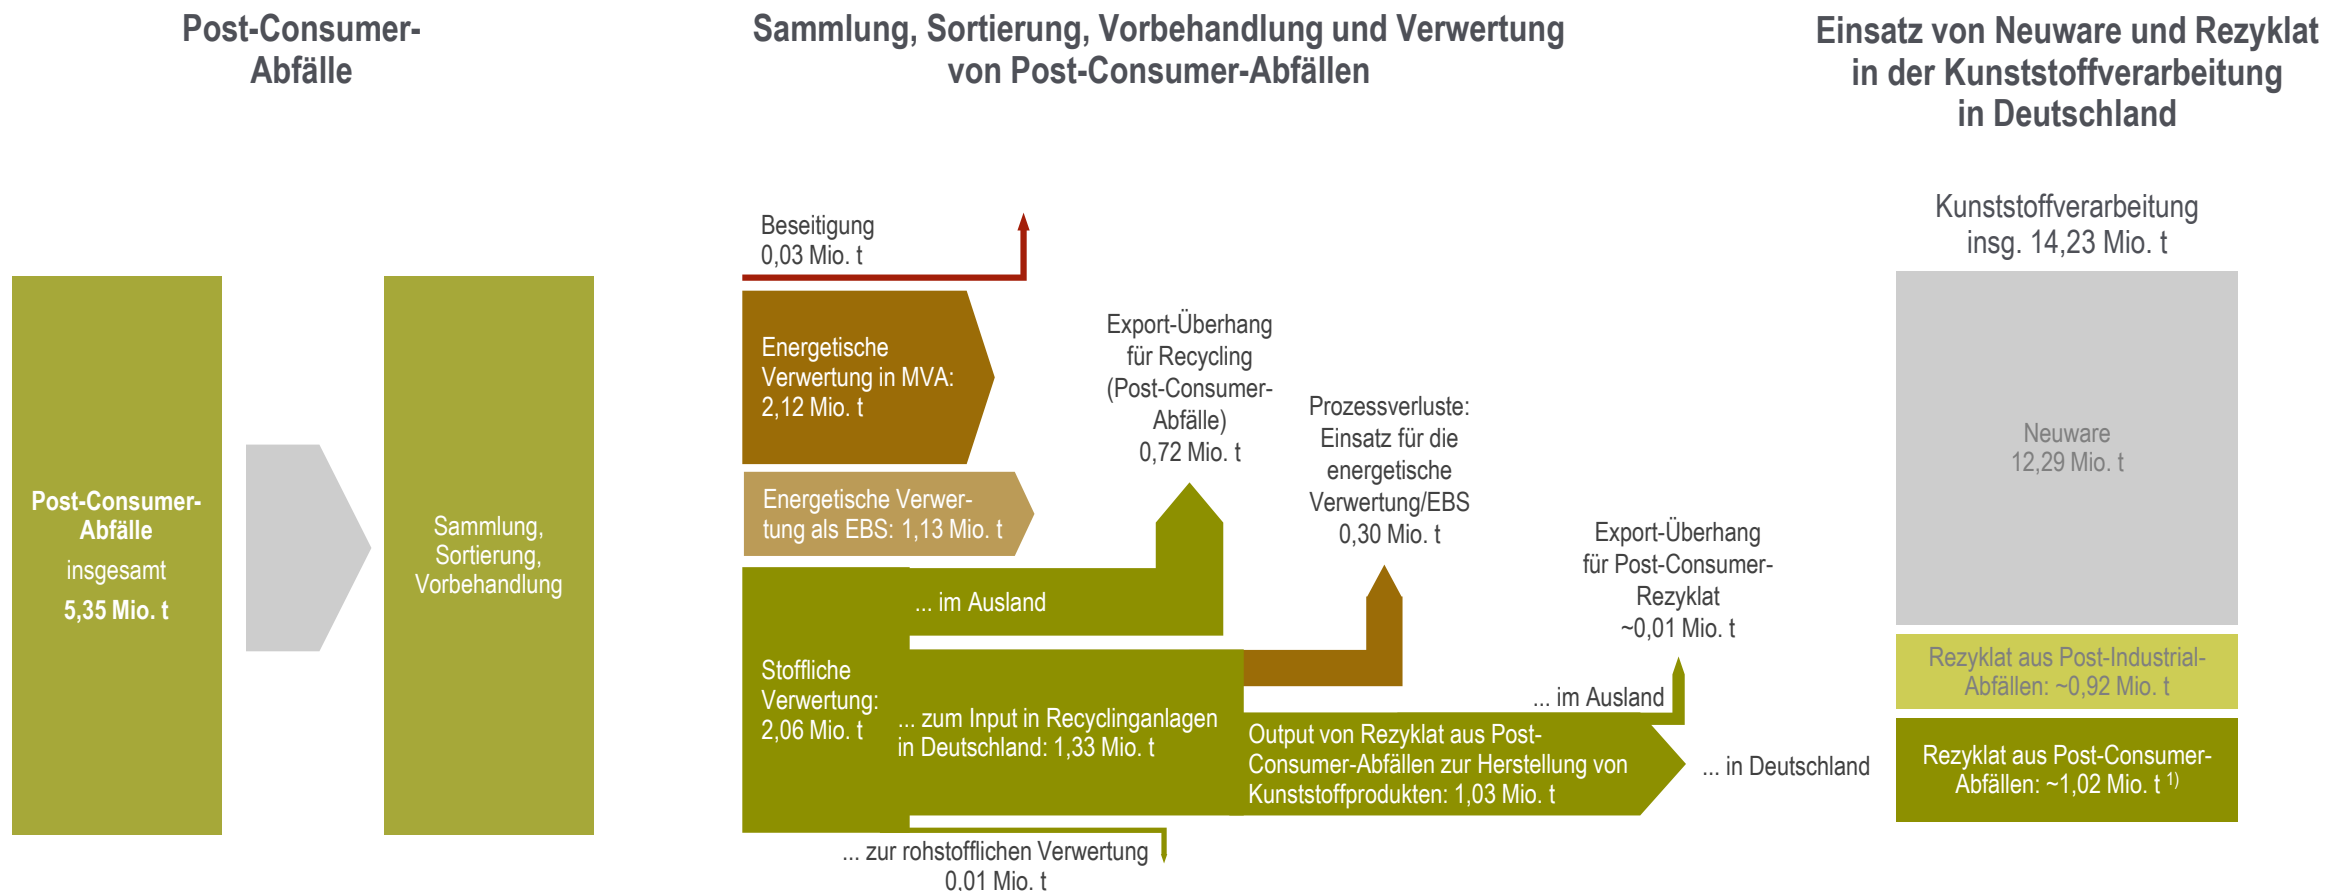 Post-Consumer-
Abfälle
Sammlung, Sortierung, Vorbehandlung und Verwertung
von Post-Consumer-Abfällen
Einsatz von Neuware und Rezyklat
in der Kunststoffverarbeitung
in Deutschland
Post-Consumer-
Abfälle
insgesamt
5,35 Mio. t
Sammlung,
Sortierung,
Vorbehandlung
Beseitigung
0,03 Mio. t
Energetische
Verwertung in MVA:
2,12 Mio. t
Energetische Verwer-
tung als EBS: 1,13 Mio. t
Stoffliche
Verwertung:
2,06 Mio. t
... im Ausland
Export-Überhang
für Recycling
(Post-Consumer-
Abfälle)
0,72 Mio. t
... zum Input in Recyclinganlagen
in Deutschland: 1,33 Mio. t
... zur rohstofflichen Verwertung
0,01 Mio. t
Prozessverluste:
Einsatz für die
energetische
Verwertung/EBS
0,30 Mio. t
Output von Rezyklat aus Post-
Consumer-Abfällen zur Herstellung von
Kunststoffprodukten: 1,03 Mio. t
Export-Überhang
für Post-Consumer-
Rezyklat
~0,01 Mio. t
... im Ausland
... in Deutschland
Kunststoffverarbeitung
insg. 14,23 Mio. t
Neuware
12,29 Mio. t
Rezyklat aus Post-Industrial-
Abfällen: ~0,92 Mio. t
Rezyklat aus Post-Consumer-
Abfällen: ~1,02 Mio. t 1)